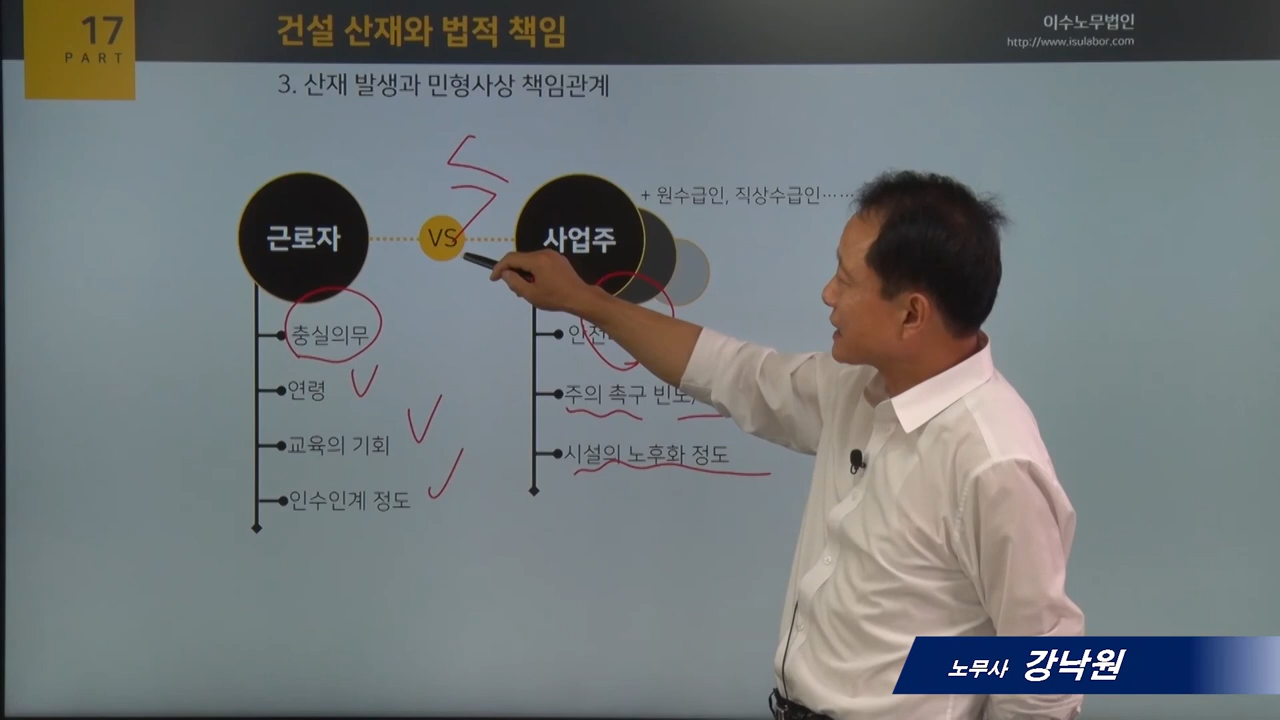 17
PART
건설 산재와 법적 책임
이수노무법인
http://www.isulabor.com
3. 산재 발생과 민형사상 책임관계
+ 원수급인, 직상수급인……
근로자
VS
사업주
충실의무
안전
연령
주의 촉구 빈도/
교육의 기회
시설의 노후화 정도
인수인계 정도
노무사 강낙원